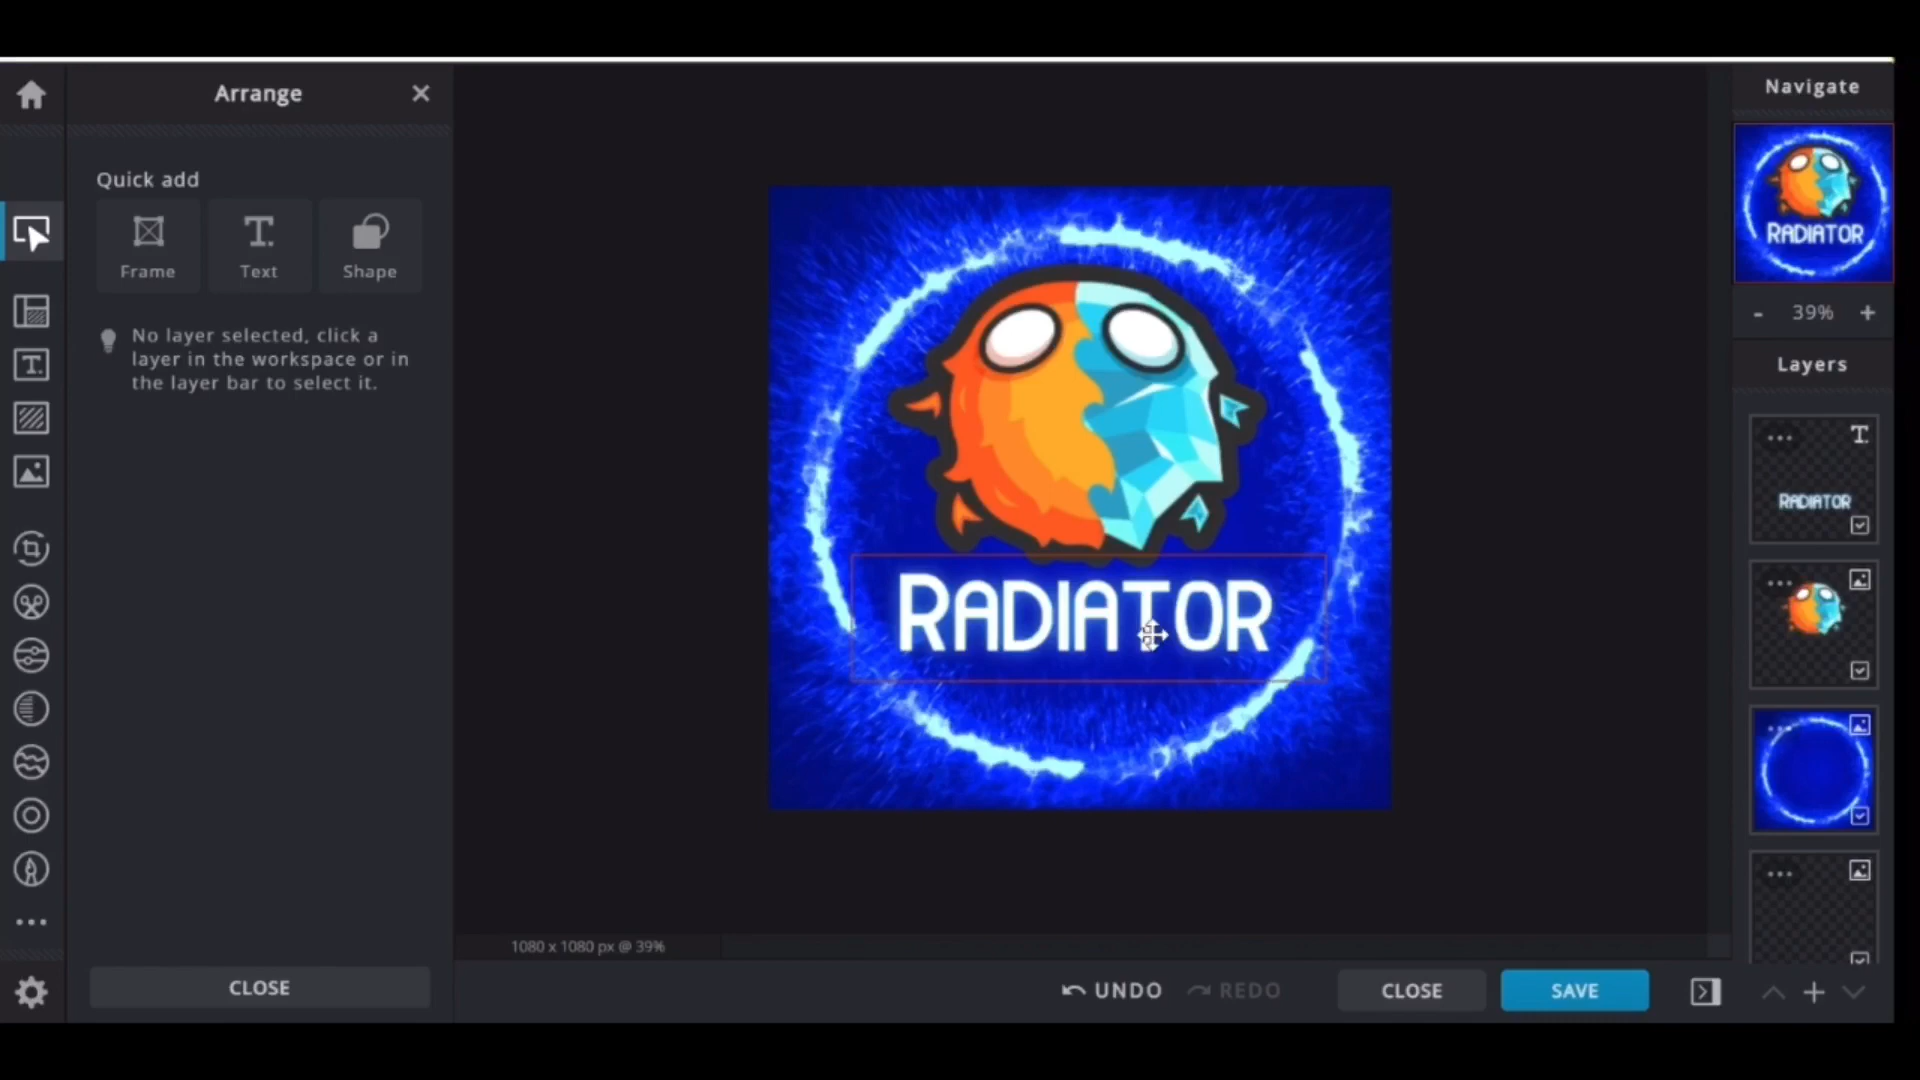 Arrange
Quick add
Frame
Text
Shape
No layer selected, click a
layer in the workspace or in
the layer bar to select it.
CLOSE
RADIATOR
1080 x 1080 px @ 39%
UNDO
REDO
CLOSE
SAVE
Navigate
RADIATOR
- 39% +
Layers
RADIATOR